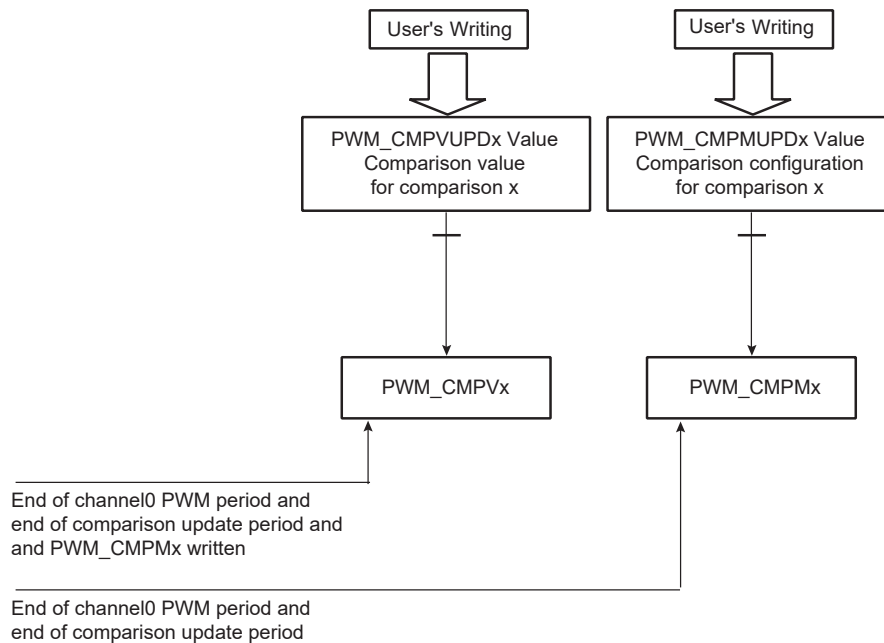 User's Writing
User's Writing
PWM_CMPVUPDx Value
Comparison value
for comparison x
PWM_CMPMUPDx Value
Comparison configuration
for comparison x
PWM_CMPVx
PWM_CMPMx
End of channel0 PWM period and
end of comparison update period and
and PWM_CMPMx written
End of channel0 PWM period and
end of comparison update period